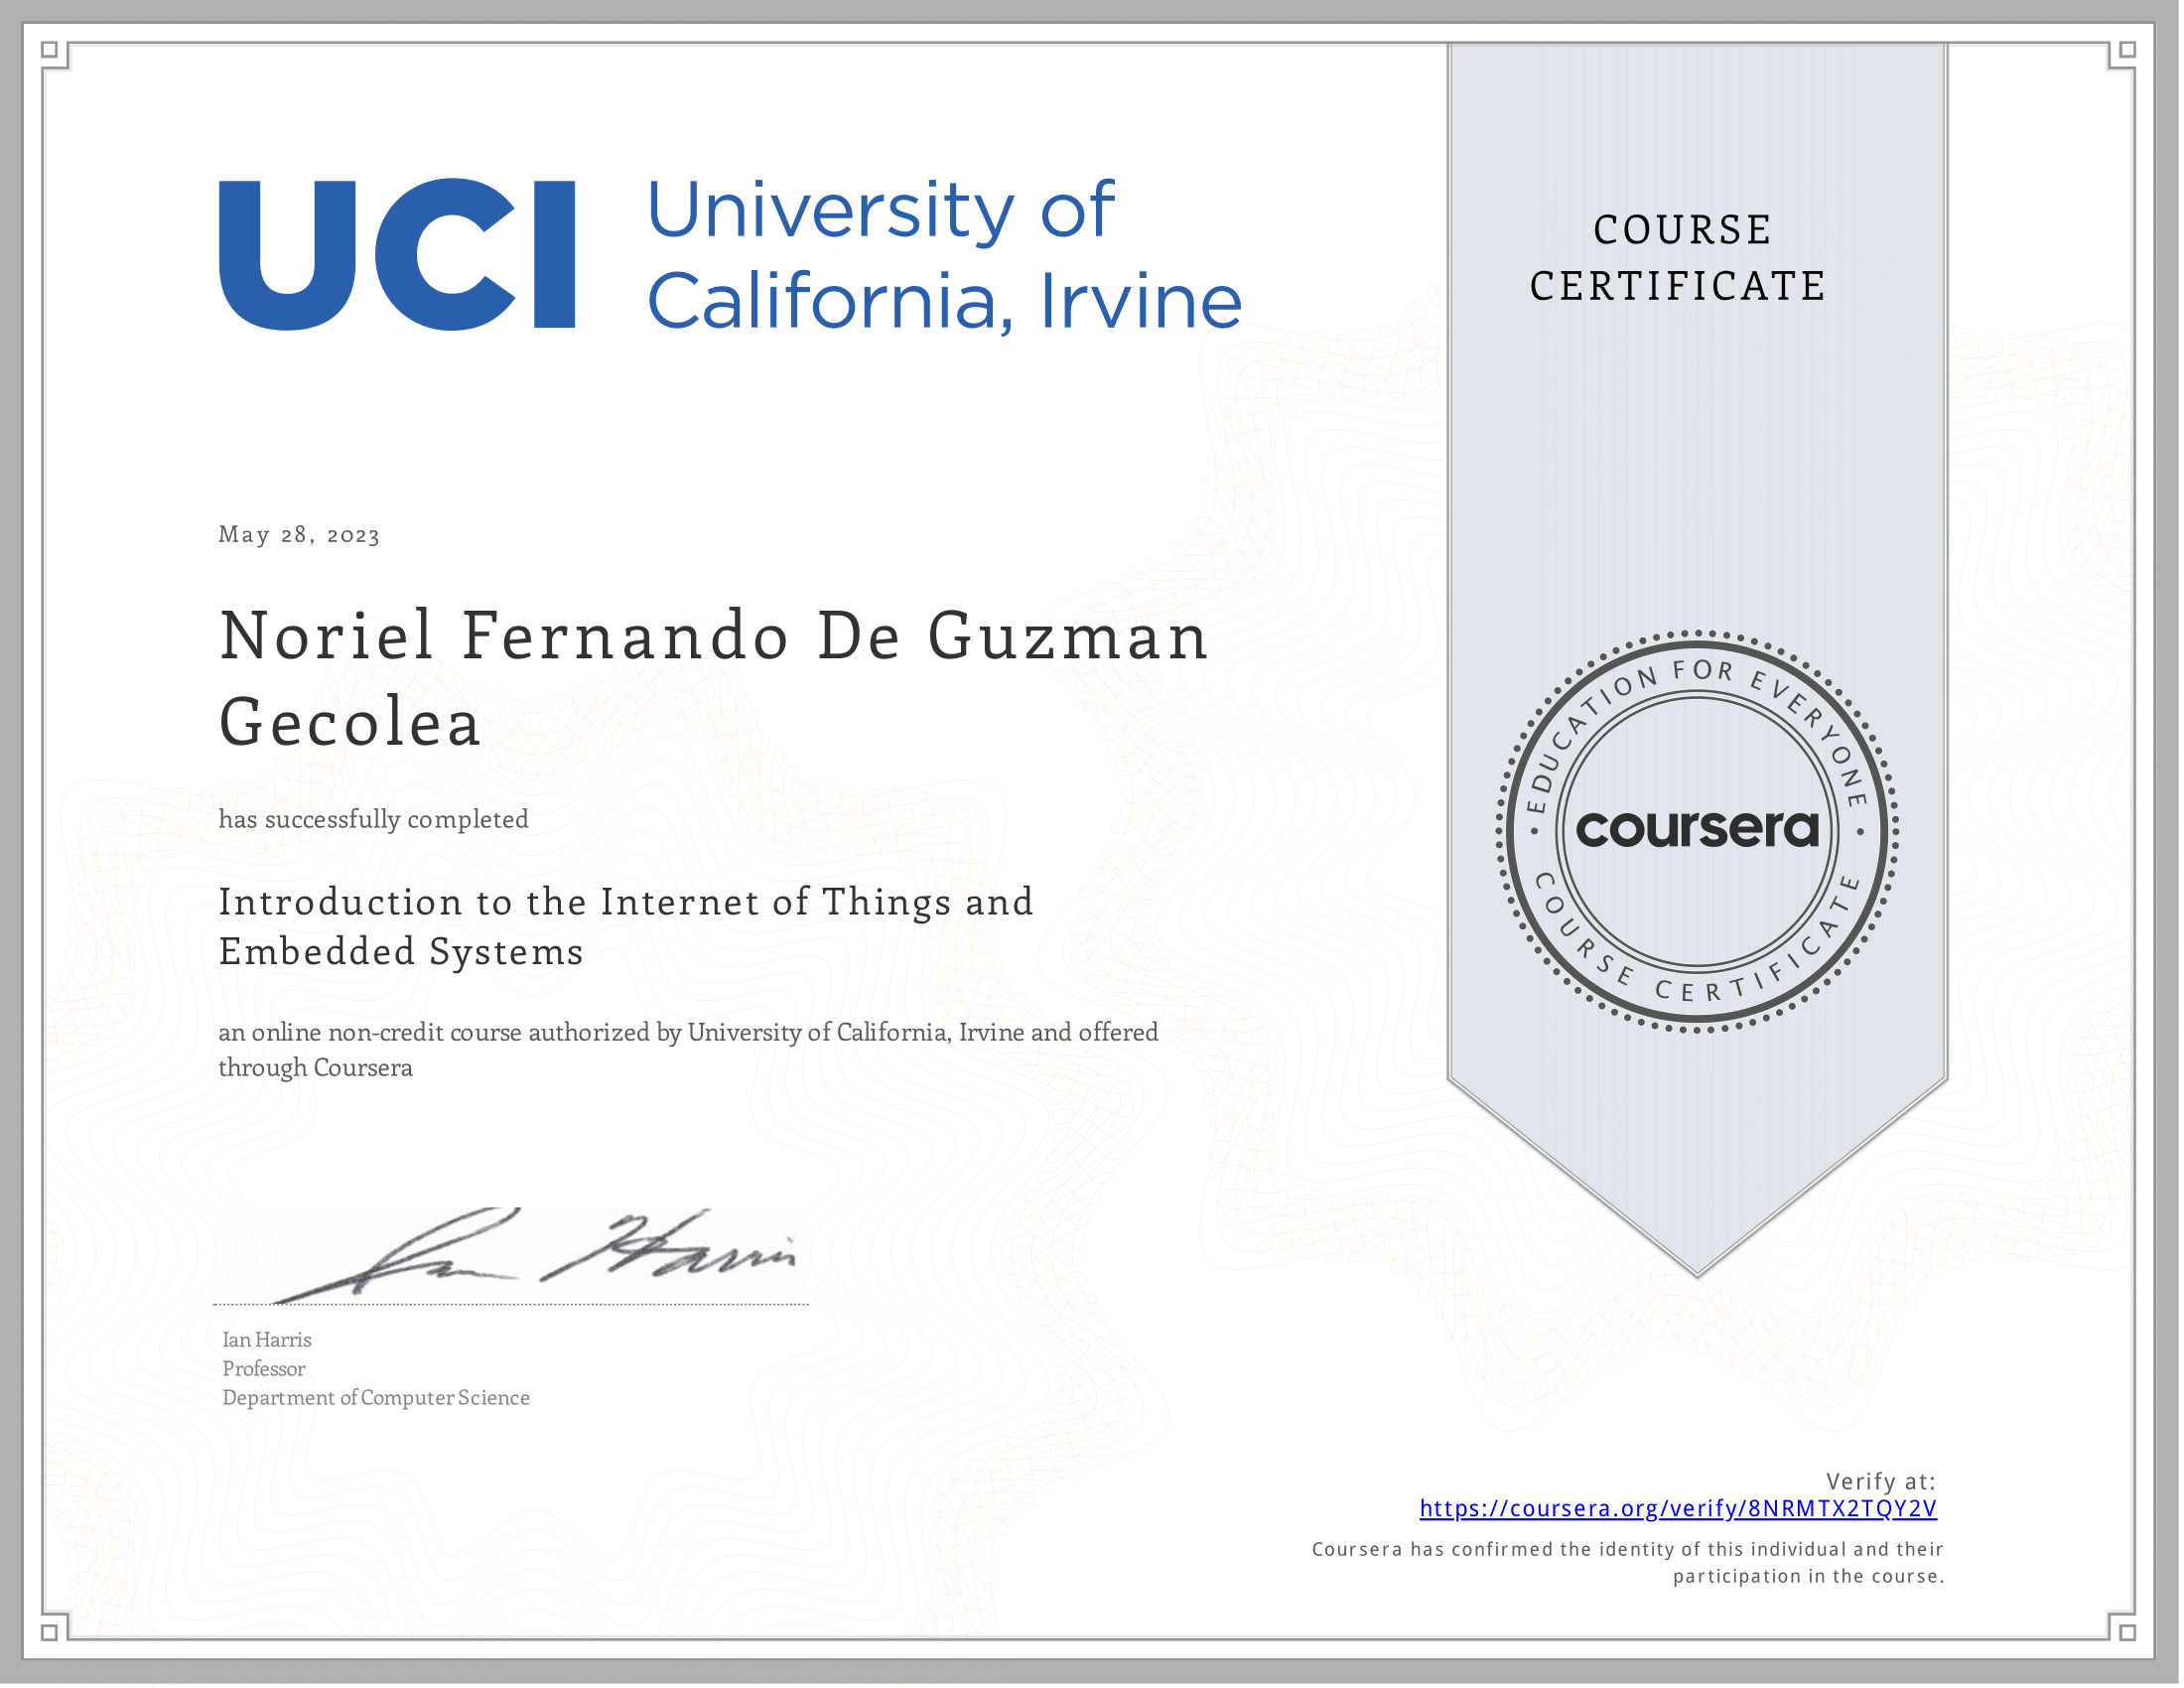 UCI
University of
California, Irvine
COURSE
CERTIFICATE
May 28, 2023
Noriel Fernando De Guzman
Gecolea
has successfully completed
Introduction to the Internet of Things and
Embedded Systems
an online non-credit course authorized by University of California, Irvine and offered
through Coursera
EDUCATION FOR EVERYONE
coursera
COURSE CERTIFICATE
Ian Harris
Ian Harris
Professor
Department of Computer Science
Verify at:
https://coursera.org/verify/8NRMTX2TQY2V
Coursera has confirmed the identity of this individual and their
participation in the course.